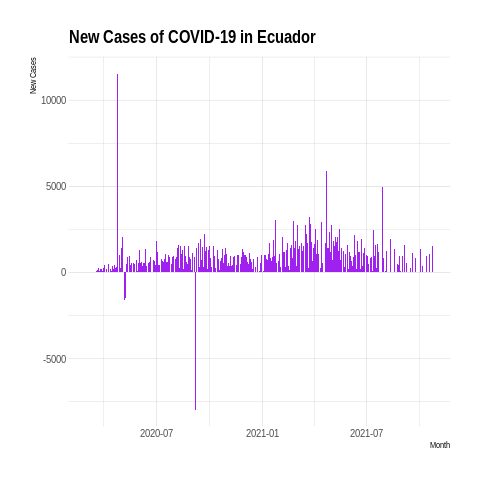 New Cases of COVID-19 in Ecuador
New Cases
10000
5000
0
-5000
2020-07
2021-01
2021-07
Month